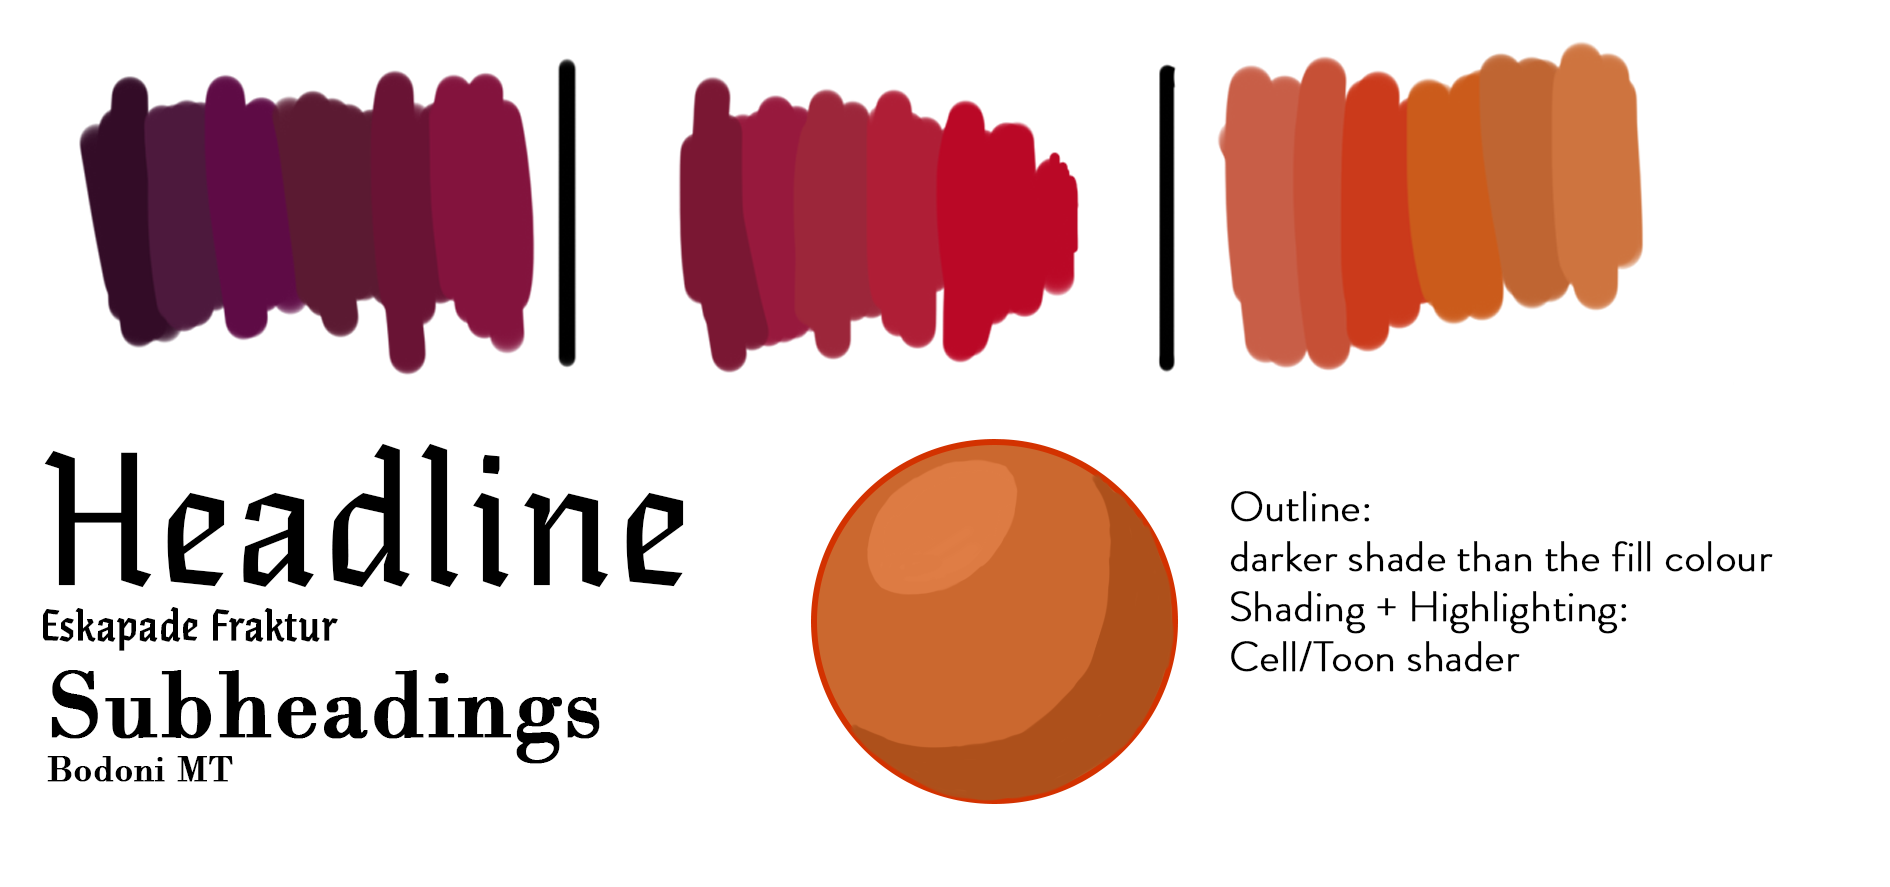 Headline
Eskapade Fraktur
Subheadings
Bodoni MT
Outline:
darker shade than the fill colour
Shading + Highlighting:
Cell/Toon shader